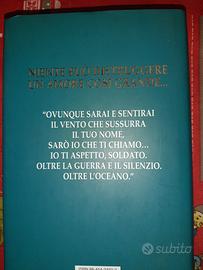 NIENTE PUÒ DISTRUGGERE
UN AMORE COSÌ GRANDE...
"OVUNQUE SARAI E SENTIRAI
IL VENTO CHE SUSSURRA
IL TUO NOME,
SARÒ IO CHE TI CHIAMO...
IO TI ASPETTO, SOLDATO.
OLTRE LA GUERRA E IL SILENZIO.
OLTRE L'OCEANO."
subito